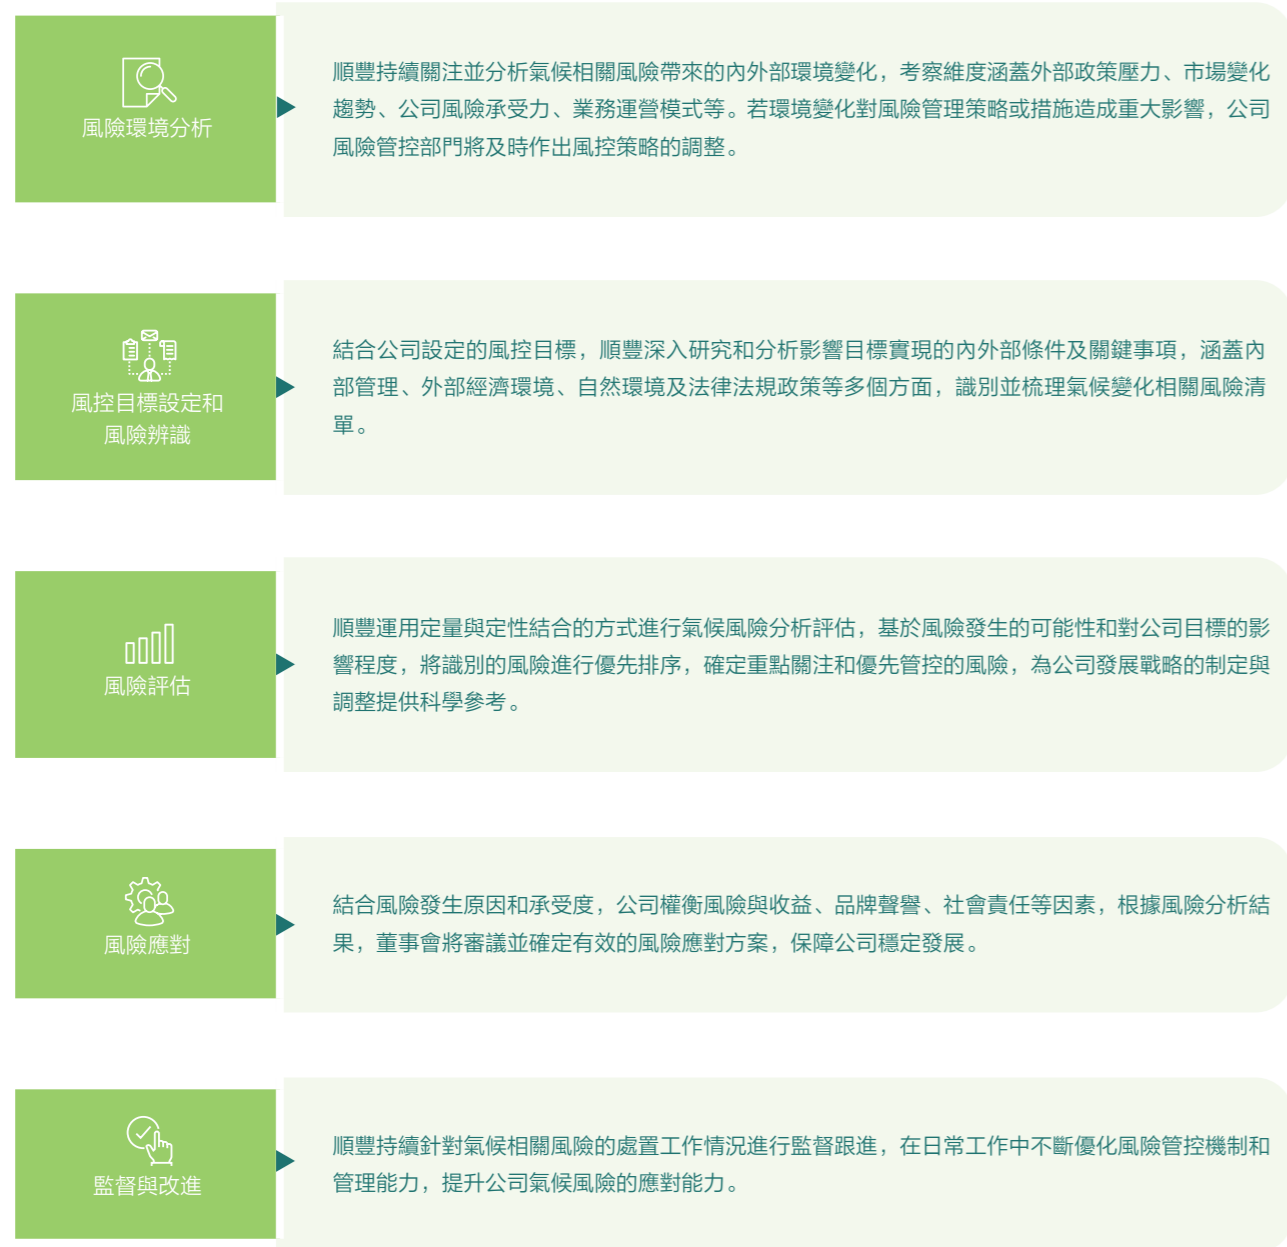 風險環境分析
順豐持續關注並分析氣候相關風險帶來的內外部環境變化，考察維度涵蓋外部政策壓力、市場變化
趨勢、公司風險承受力、業務運營模式等。若環境變化對風險管理策略或措施造成重大影響，公司
風險管控部門將及時作出風控策略的調整。
風控目標設定和
風險辨識
結合公司設定的風控目標，順豐深入研究和分析影響目標實現的內外部條件及關鍵事項，涵蓋內
部管理、外部經濟環境、自然環境及法律法規政策等多個方面，識別並梳理氣候變化相關風險清
單。
風險評估
順豐運用定量與定性結合的方式進行氣候風險分析評估，基於風險發生的可能性和對公司目標的影
響程度，將識別的風險進行優先排序，確定重點關注和優先管控的風險，為公司發展戰略的制定與
調整提供科學參考。
風險應對
結合風險發生原因和承受度，公司權衡風險與收益、品牌聲譽、社會責任等因素，根據風險分析結
果，董事會將審議並確定有效的風險應對方案，保障公司穩定發展。
監督與改進
順豐持續針對氣候相關風險的處置工作情況進行監督跟進，在日常工作中不斷優化風險管控機制和
管理能力，提升公司氣候風險的應對能力。